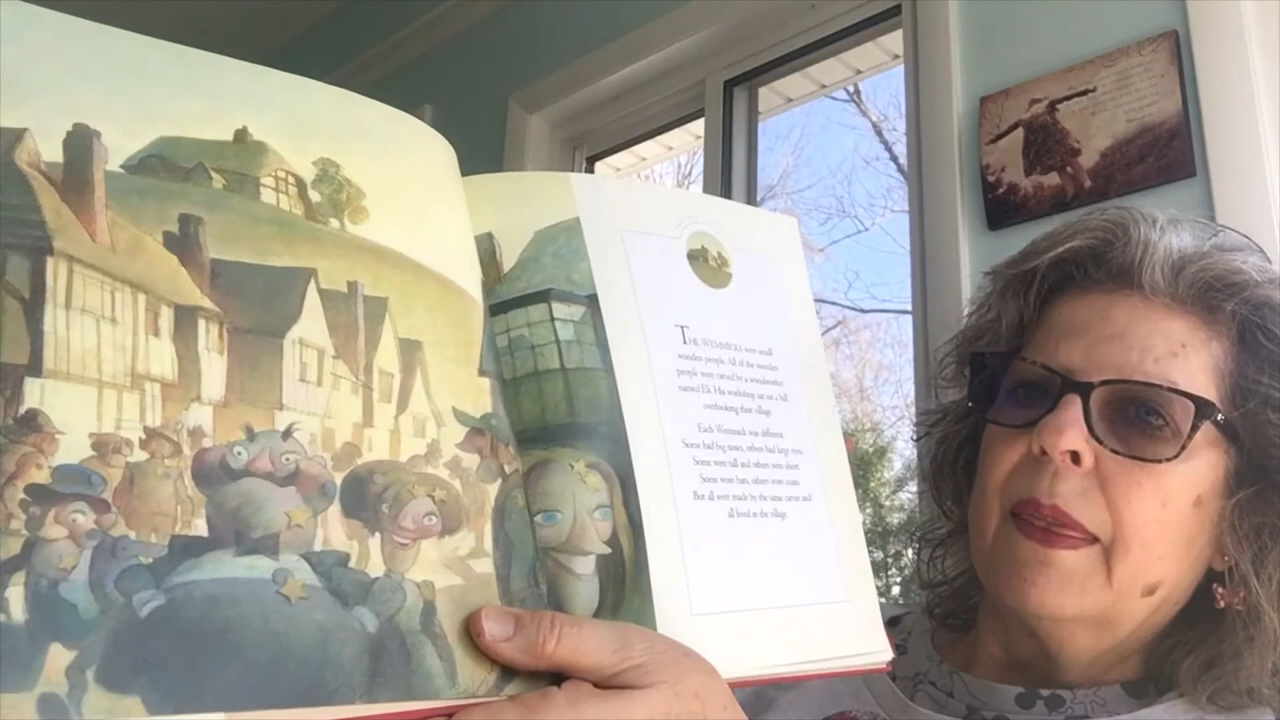 THE WEMMICKS were small
wooden people. All of the wooden
people were carved by a woodworker
named Eli. His workshop sat on a hill
overlooking their village.
Each Wemmick was different.
Some had big noses, others had large eyes.
Some were tall and others were short.
Some wore hats, others wore coats.
But all were made by the same carver and
all lived in the village.